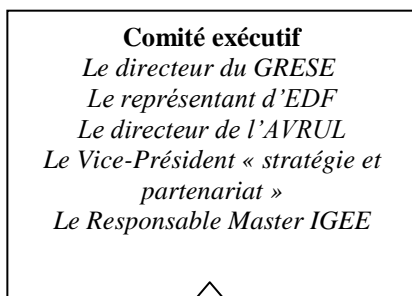 Comité exécutif
Le directeur du GRESE
Le représentant d’EDF
Le directeur de l’AVRUL
Le Vice-Président « stratégie et
partenariat »
Le Responsable Master IGEE